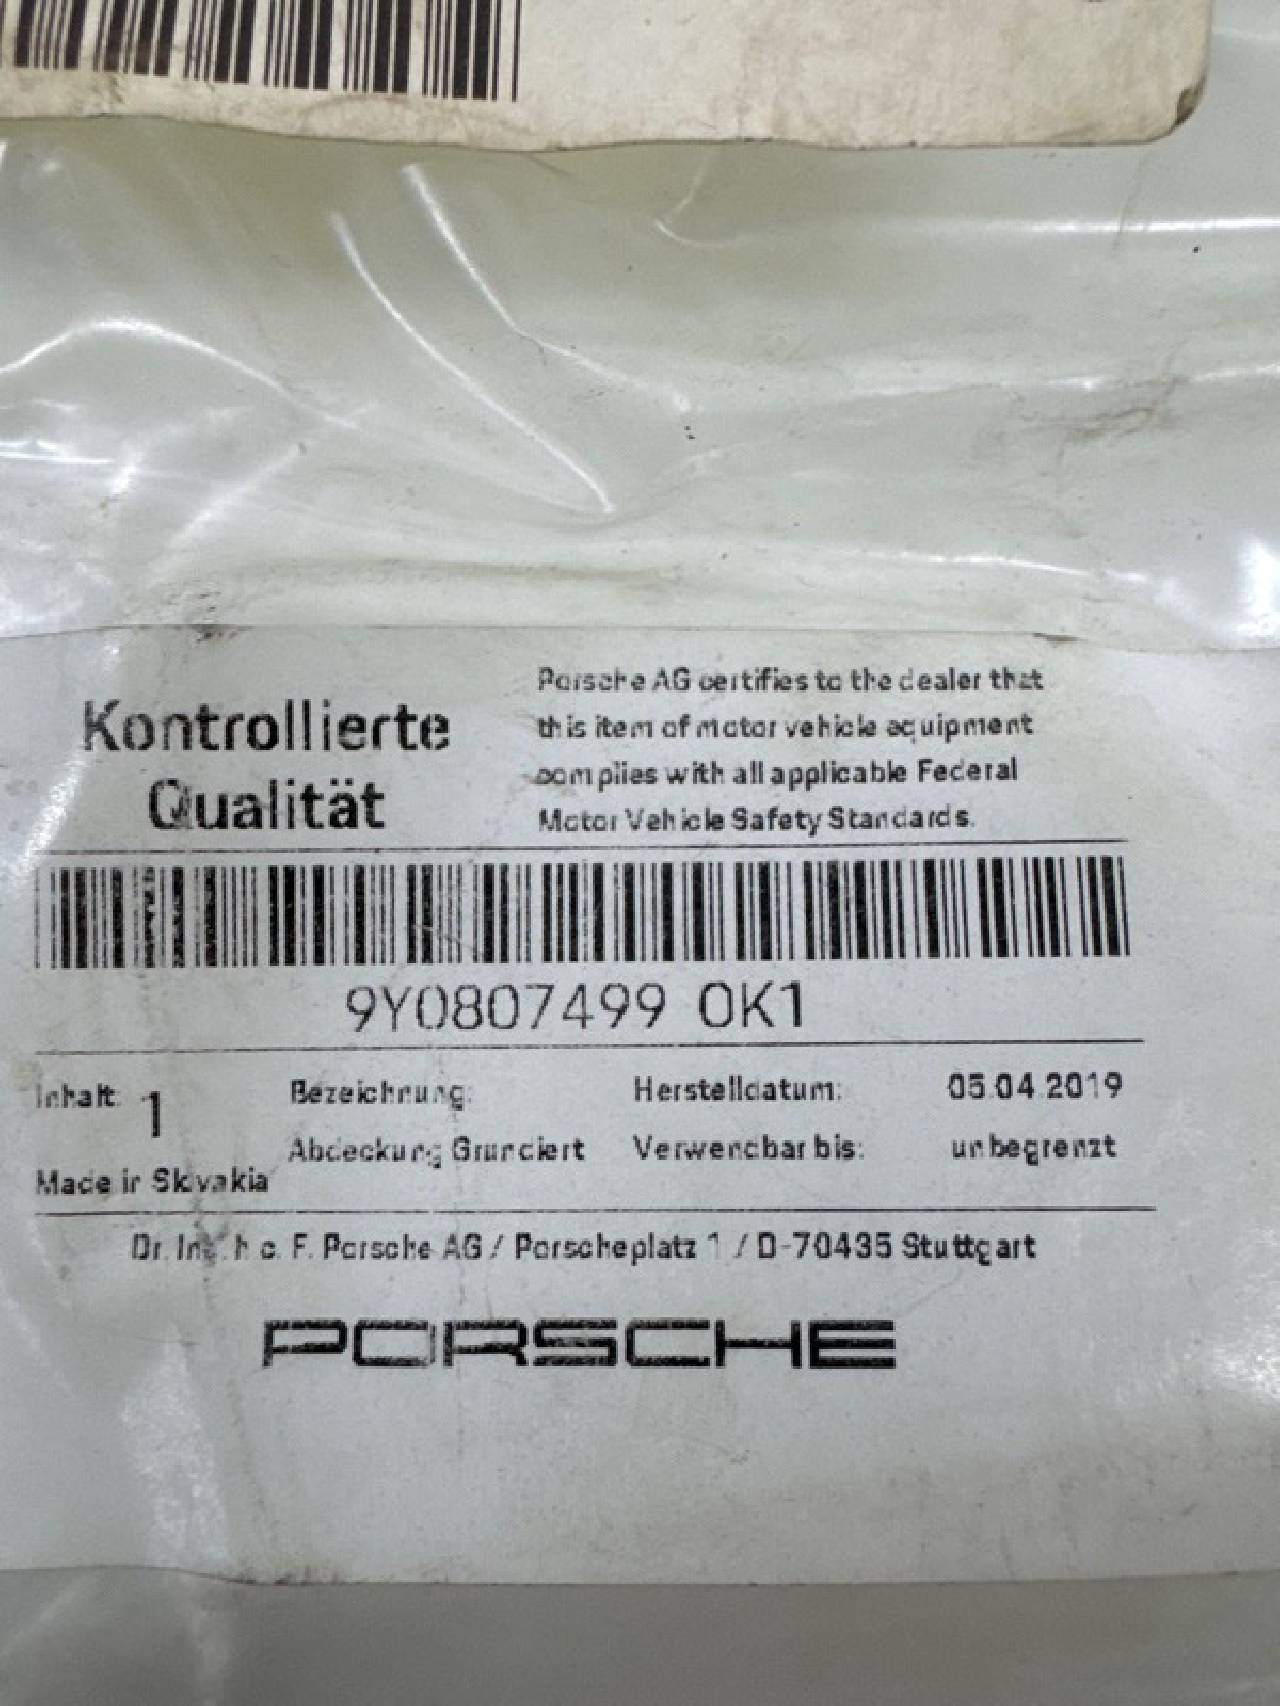 Kontrollierte
Qualität
Porsche AG certifies to the dealer that
this item of motor vehicle equipment
complies with all applicable Federal
Motor Vehicle Safety Standards.
9Y0807499 0K1
Inhalt: 1
Made in Slovakia
Bezeichnung:
Abdeckung Grundiert
Herstelldatum: 05.04.2019
Verwendbar bis: unbegrenzt
Dr. Ing. h.c. F. Porsche AG / Porscheplatz 1 / D-70435 Stuttgart
PORSCHE